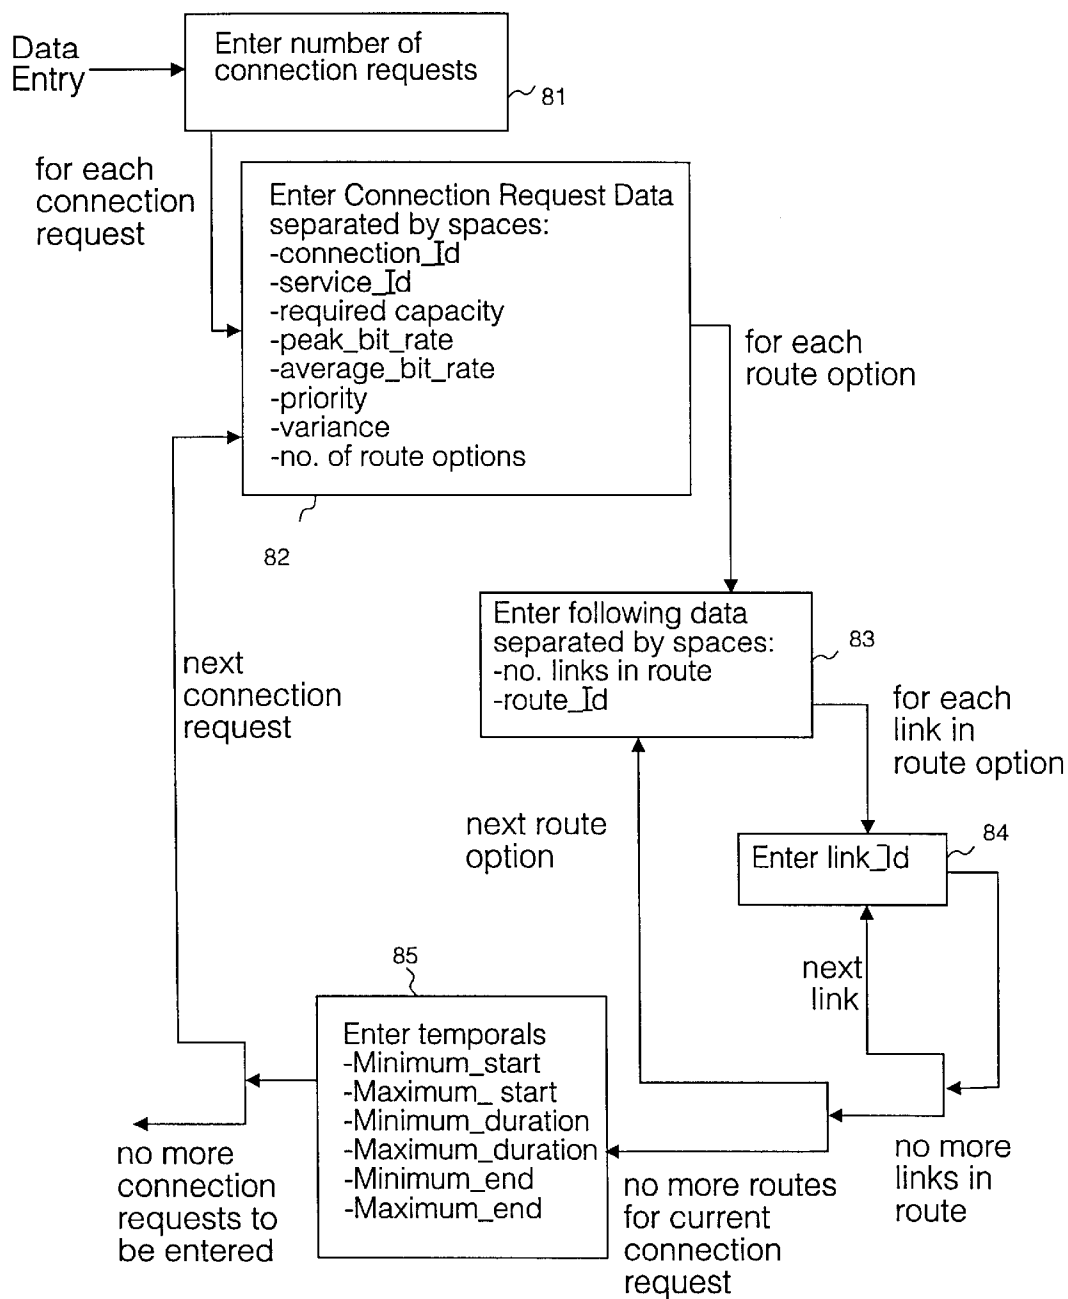 Data
Entry
Enter number of
connection requests
81
for each
connection
request
Enter Connection Request Data
separated by spaces:
-connection_Id
-service_Id
-required capacity
-peak_bit_rate
-average_bit_rate
-priority
-variance
-no. of route options
82
for each
route option
Enter following data
separated by spaces:
-no. links in route
-route_Id
83
for each
link in
route option
next
connection
request
next route
option
Enter link_Id
84
next
link
85
Enter temporals
-Minimum_start
-Maximum_ start
-Minimum_duration
-Maximum_duration
-Minimum_end
-Maximum_end
no more
links in
route
no more routes
for current
connection
request
no more
connection
requests to
be entered